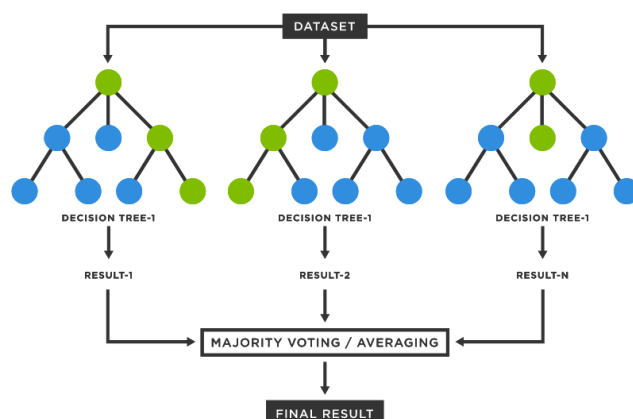 DATASET
DECISION TREE-1
DECISION TREE-1
DECISION TREE-1
RESULT-1
RESULT-2
RESULT-N
MAJORITY VOTING / AVERAGING
FINAL RESULT